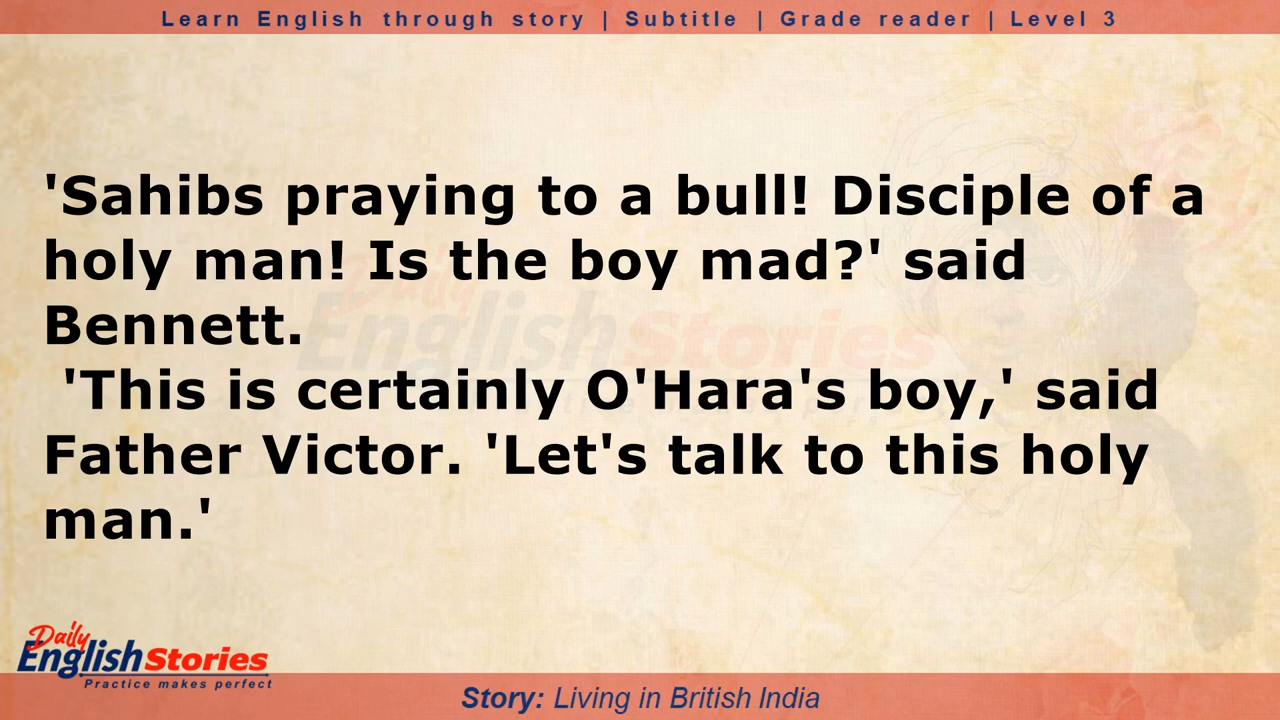 Learn English through story | Subtitle | Grade reader | Level 3
'Sahibs praying to a bull! Disciple of a
holy man! Is the boy mad?' said
Bennett.
'This is certainly O'Hara's boy,' said
Father Victor. 'Let's talk to this holy
man.'
Daily
English Stories
Practice makes perfect
Story: Living in British India